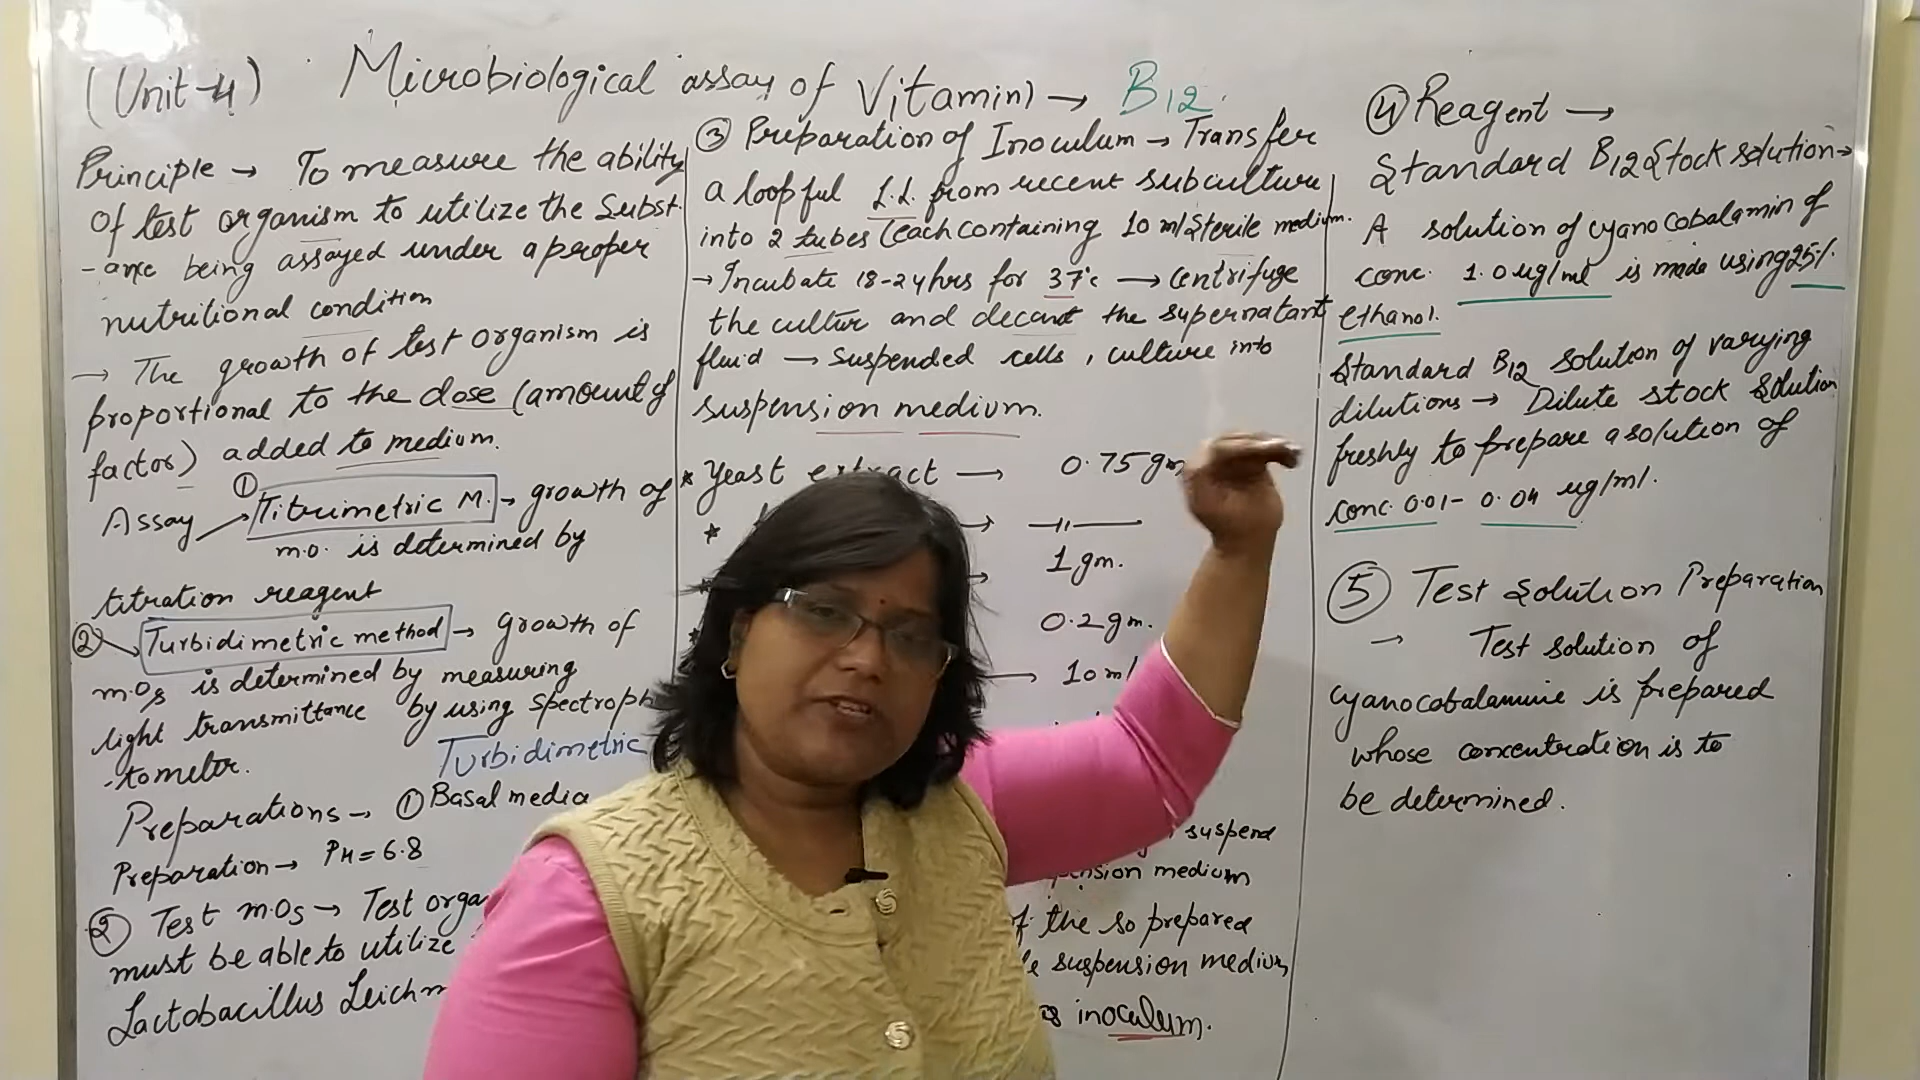 (Unit-4) Microbiological assay of Vitamin) → B12.
Principle → To measure the ability
Of test organism to utilize the Subst.
-ance being assayed under a proper
nutritional condition
→ The growth of test organism is
proportional to the dose (amount of
factor) added to medium.
Assay
① Titrimetric M. → growth of
m.o. is determined by
titration reagent
② Turbidimetric method → growth of
m.Os is determined by measuring
light transmittance by using Spectroph
-tometer.
Turbidimetric
Preparations → ① Basal media
Preparation → PH = 6.8
② Test m.Os → Test orga
must be able to utilize
Lactobacillus Leichm
③ Preparation of Inoculum → Transfer
a loopful L.L. from recent subculture
into 2 tubes (each containing 10 ml sterile medium.
→ Incubate 18-24hrs for 37°c → Centrifuge
the culture and decant the supernatant
fluid → suspended cells, culture into
suspension medium.
* Yeast extract → 0.75gm
* → —"—
→ 1 gm.
* 0.2 gm.
→ 10 ml
suspend
pension medium
of the so prepared
le suspension medium
as inoculum.
④ Reagent →
Standard B12 Stock solution→
A solution of cyanocobalamin of
conc. 1.0 ug/ml is made using 25%
ethanol.
Standard B12 solution of varying
dilutions → Dilute stock solution
freshly to prepare a solution of
conc. 0.01 - 0.04 ug/ml.
⑤ Test Solution Preparation
→ Test solution of
cyanocobalamine is prepared
whose concentration is to
be determined.